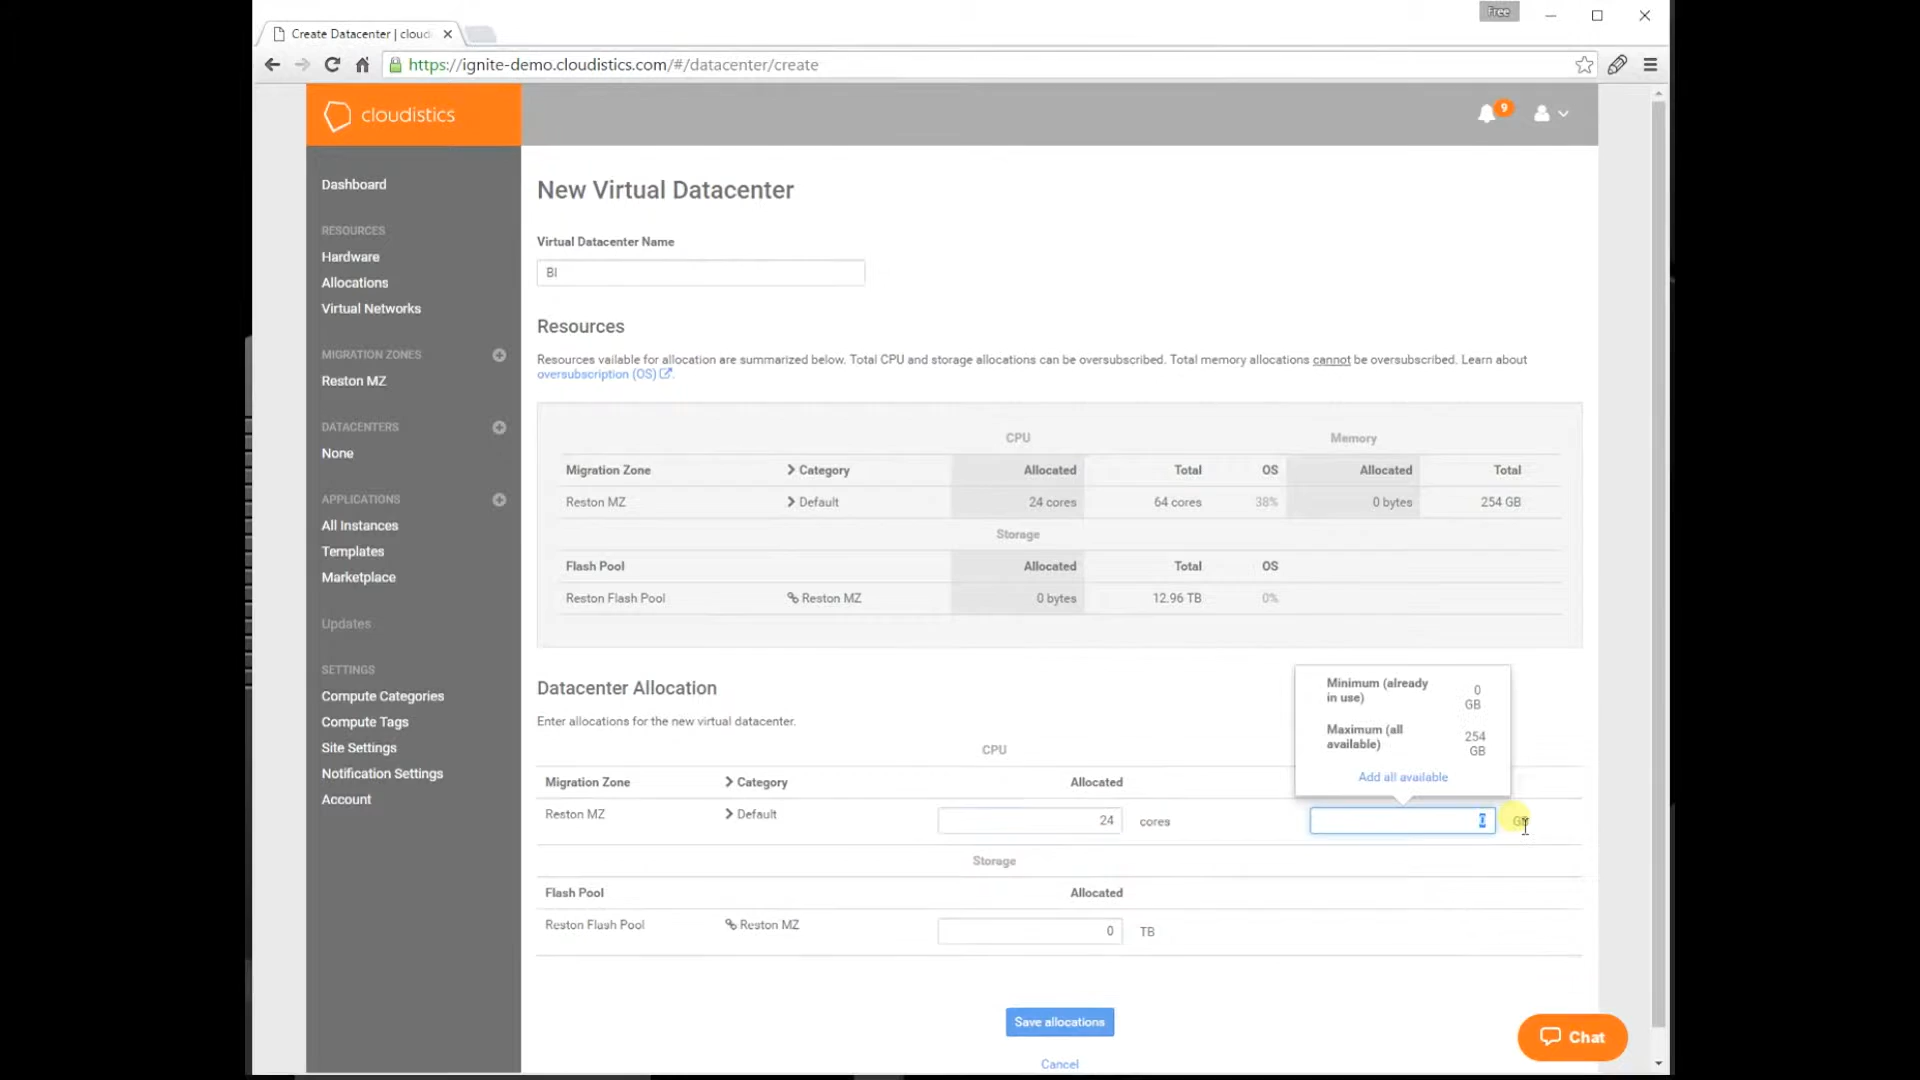 Free
Create Datacenter | cloud
https://ignite-demo.cloudistics.com/#/datacenter/create
cloudistics
9
Dashboard
RESOURCES
Hardware
Allocations
Virtual Networks
MIGRATION ZONES
Reston MZ
DATACENTERS
None
APPLICATIONS
All Instances
Templates
Marketplace
Updates
SETTINGS
Compute Categories
Compute Tags
Site Settings
Notification Settings
Account
New Virtual Datacenter
Virtual Datacenter Name
BI
Resources
Resources vailable for allocation are summarized below. Total CPU and storage allocations can be oversubscribed. Total memory allocations cannot be oversubscribed. Learn about
oversubscription (OS) .
CPU Memory
Migration Zone Category Allocated Total OS Allocated Total
Reston MZ Default 24 cores 64 cores 38% 0 bytes 254 GB
Storage
Flash Pool Allocated Total OS
Reston Flash Pool Reston MZ 0 bytes 12.96 TB 0%
Datacenter Allocation
Enter allocations for the new virtual datacenter.
Minimum (already 0
in use) GB
Maximum (all 254
available) GB
Add all available
CPU
Migration Zone Category Allocated
Reston MZ Default 24 cores 0 GB
Storage
Flash Pool Allocated
Reston Flash Pool Reston MZ 0 TB
Save allocations
Cancel
Chat